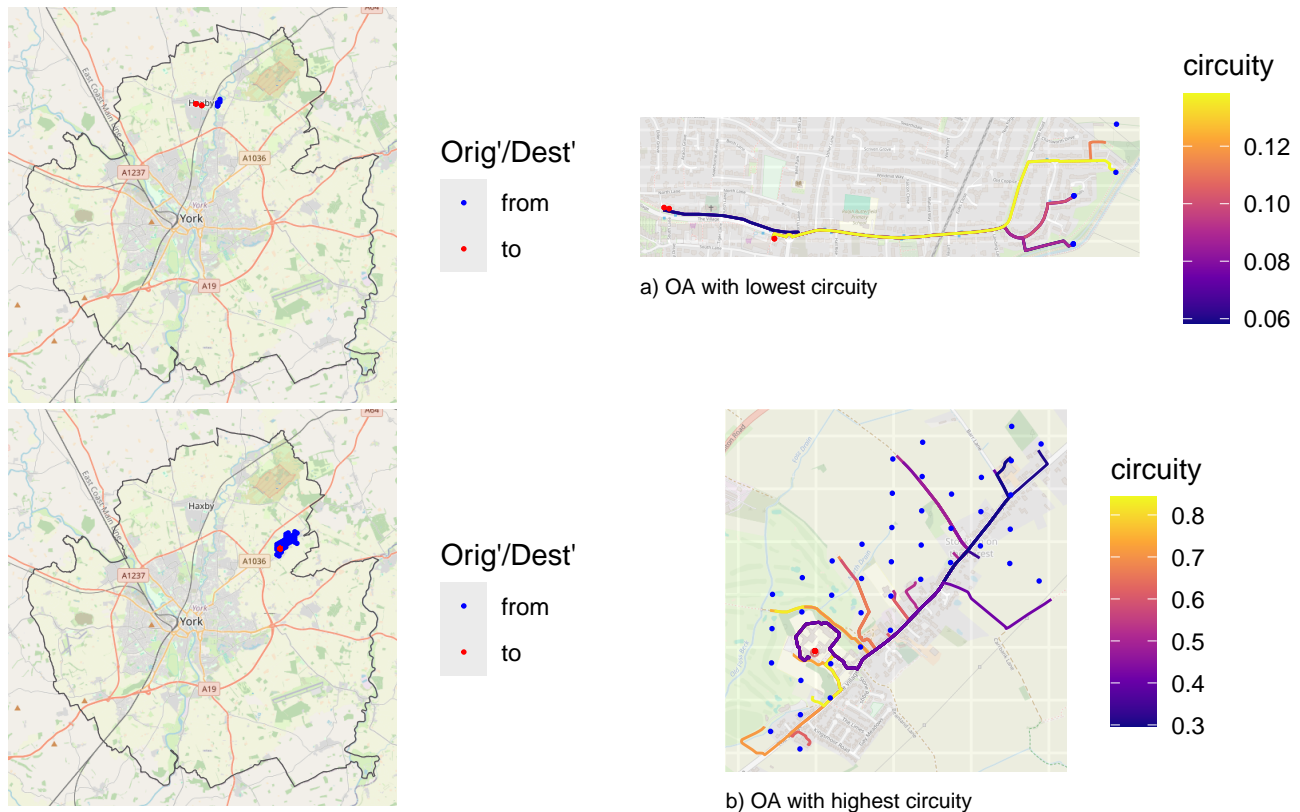 A64
East Coast Main Line
Haxby
A1036
A1237
York
York
A19
Orig'/Dest'
from
to
a) OA with lowest circuity
circuity
0.12
0.10
0.08
0.06
A64
East Coast Main Line
Haxby
A1036
A1237
York
York
A19
Orig'/Dest'
from
to
b) OA with highest circuity
circuity
0.8
0.7
0.6
0.5
0.4
0.3